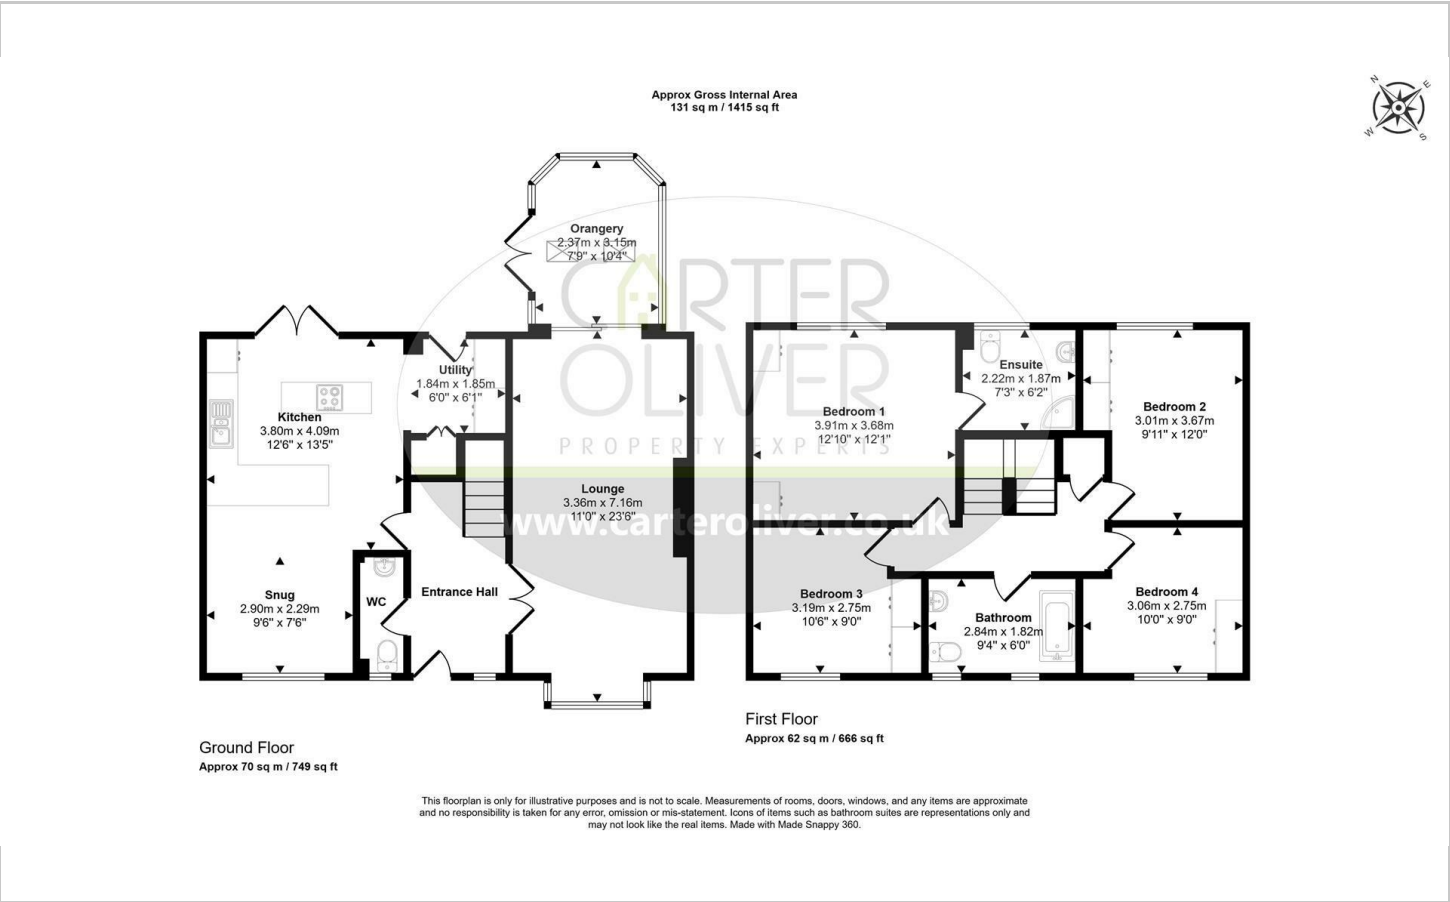 Approx Gross Internal Area
131 sq m / 1415 sq ft
N
E
W
S
Orangery
2.37m x 3.15m
7'9" x 10'4"
CARTER
OLIVER
PROPERTY EXPERTS
www.carteroliver.co.uk
Utility
1.84m x 1.85m
6'0" x 6'1"
Kitchen
3.80m x 4.09m
12'6" x 13'5"
Lounge
3.36m x 7.16m
11'0" x 23'6"
Snug
2.90m x 2.29m
9'6" x 7'6"
WC
Entrance Hall
Ground Floor
Approx 70 sq m / 749 sq ft
Ensuite
2.22m x 1.87m
7'3" x 6'2"
Bedroom 1
3.91m x 3.68m
12'10" x 12'1"
Bedroom 2
3.01m x 3.67m
9'11" x 12'0"
Bedroom 3
3.19m x 2.75m
10'6" x 9'0"
Bathroom
2.84m x 1.82m
9'4" x 6'0"
Bedroom 4
3.06m x 2.75m
10'0" x 9'0"
First Floor
Approx 62 sq m / 666 sq ft
This floorplan is only for illustrative purposes and is not to scale. Measurements of rooms, doors, windows, and any items are approximate
and no responsibility is taken for any error, omission or mis-statement. Icons of items such as bathroom suites are representations only and
may not look like the real items. Made with Made Snappy 360.